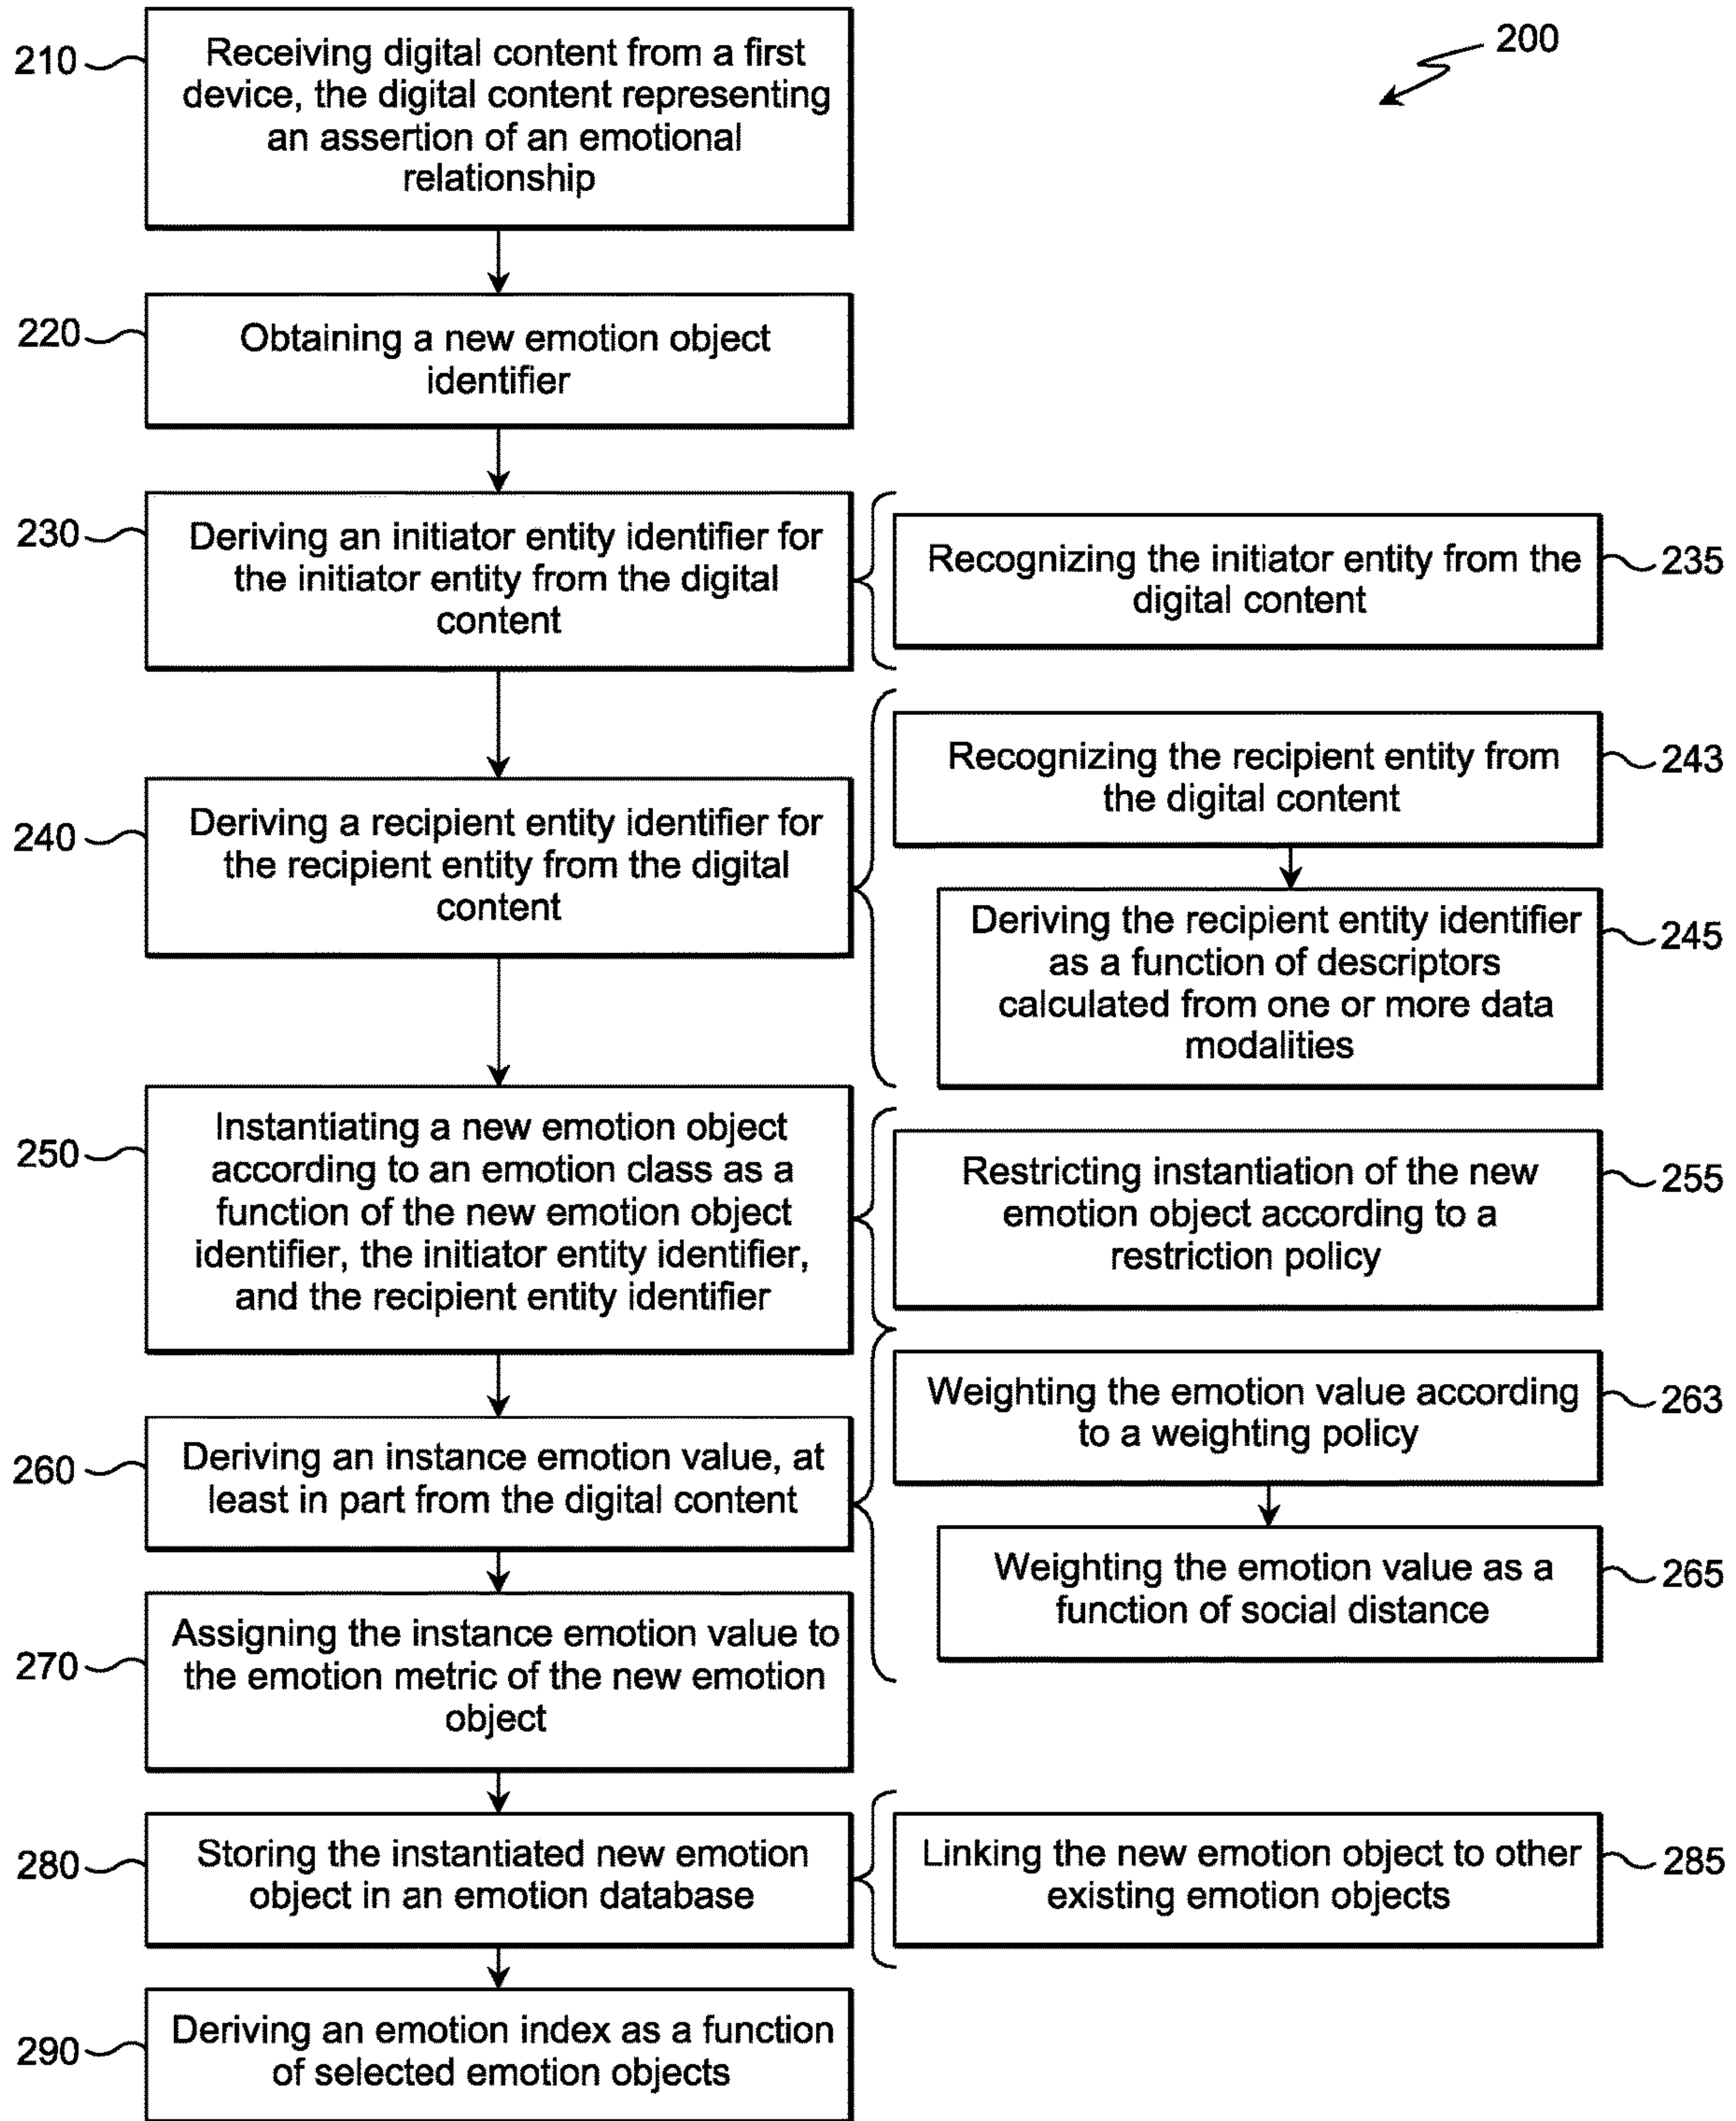 200
210
Receiving digital content from a first
device, the digital content representing
an assertion of an emotional
relationship
220
Obtaining a new emotion object
identifier
230
Deriving an initiator entity identifier for
the initiator entity from the digital
content
Recognizing the initiator entity from the
digital content
235
240
Deriving a recipient entity identifier for
the recipient entity from the digital
content
Recognizing the recipient entity from
the digital content
243
Deriving the recipient entity identifier
as a function of descriptors
calculated from one or more data
modalities
245
250
Instantiating a new emotion object
according to an emotion class as a
function of the new emotion object
identifier, the initiator entity identifier,
and the recipient entity identifier
Restricting instantiation of the new
emotion object according to a
restriction policy
255
260
Deriving an instance emotion value, at
least in part from the digital content
Weighting the emotion value according
to a weighting policy
263
Weighting the emotion value as a
function of social distance
265
270
Assigning the instance emotion value to
the emotion metric of the new emotion
object
280
Storing the instantiated new emotion
object in an emotion database
Linking the new emotion object to other
existing emotion objects
285
290
Deriving an emotion index as a function
of selected emotion objects